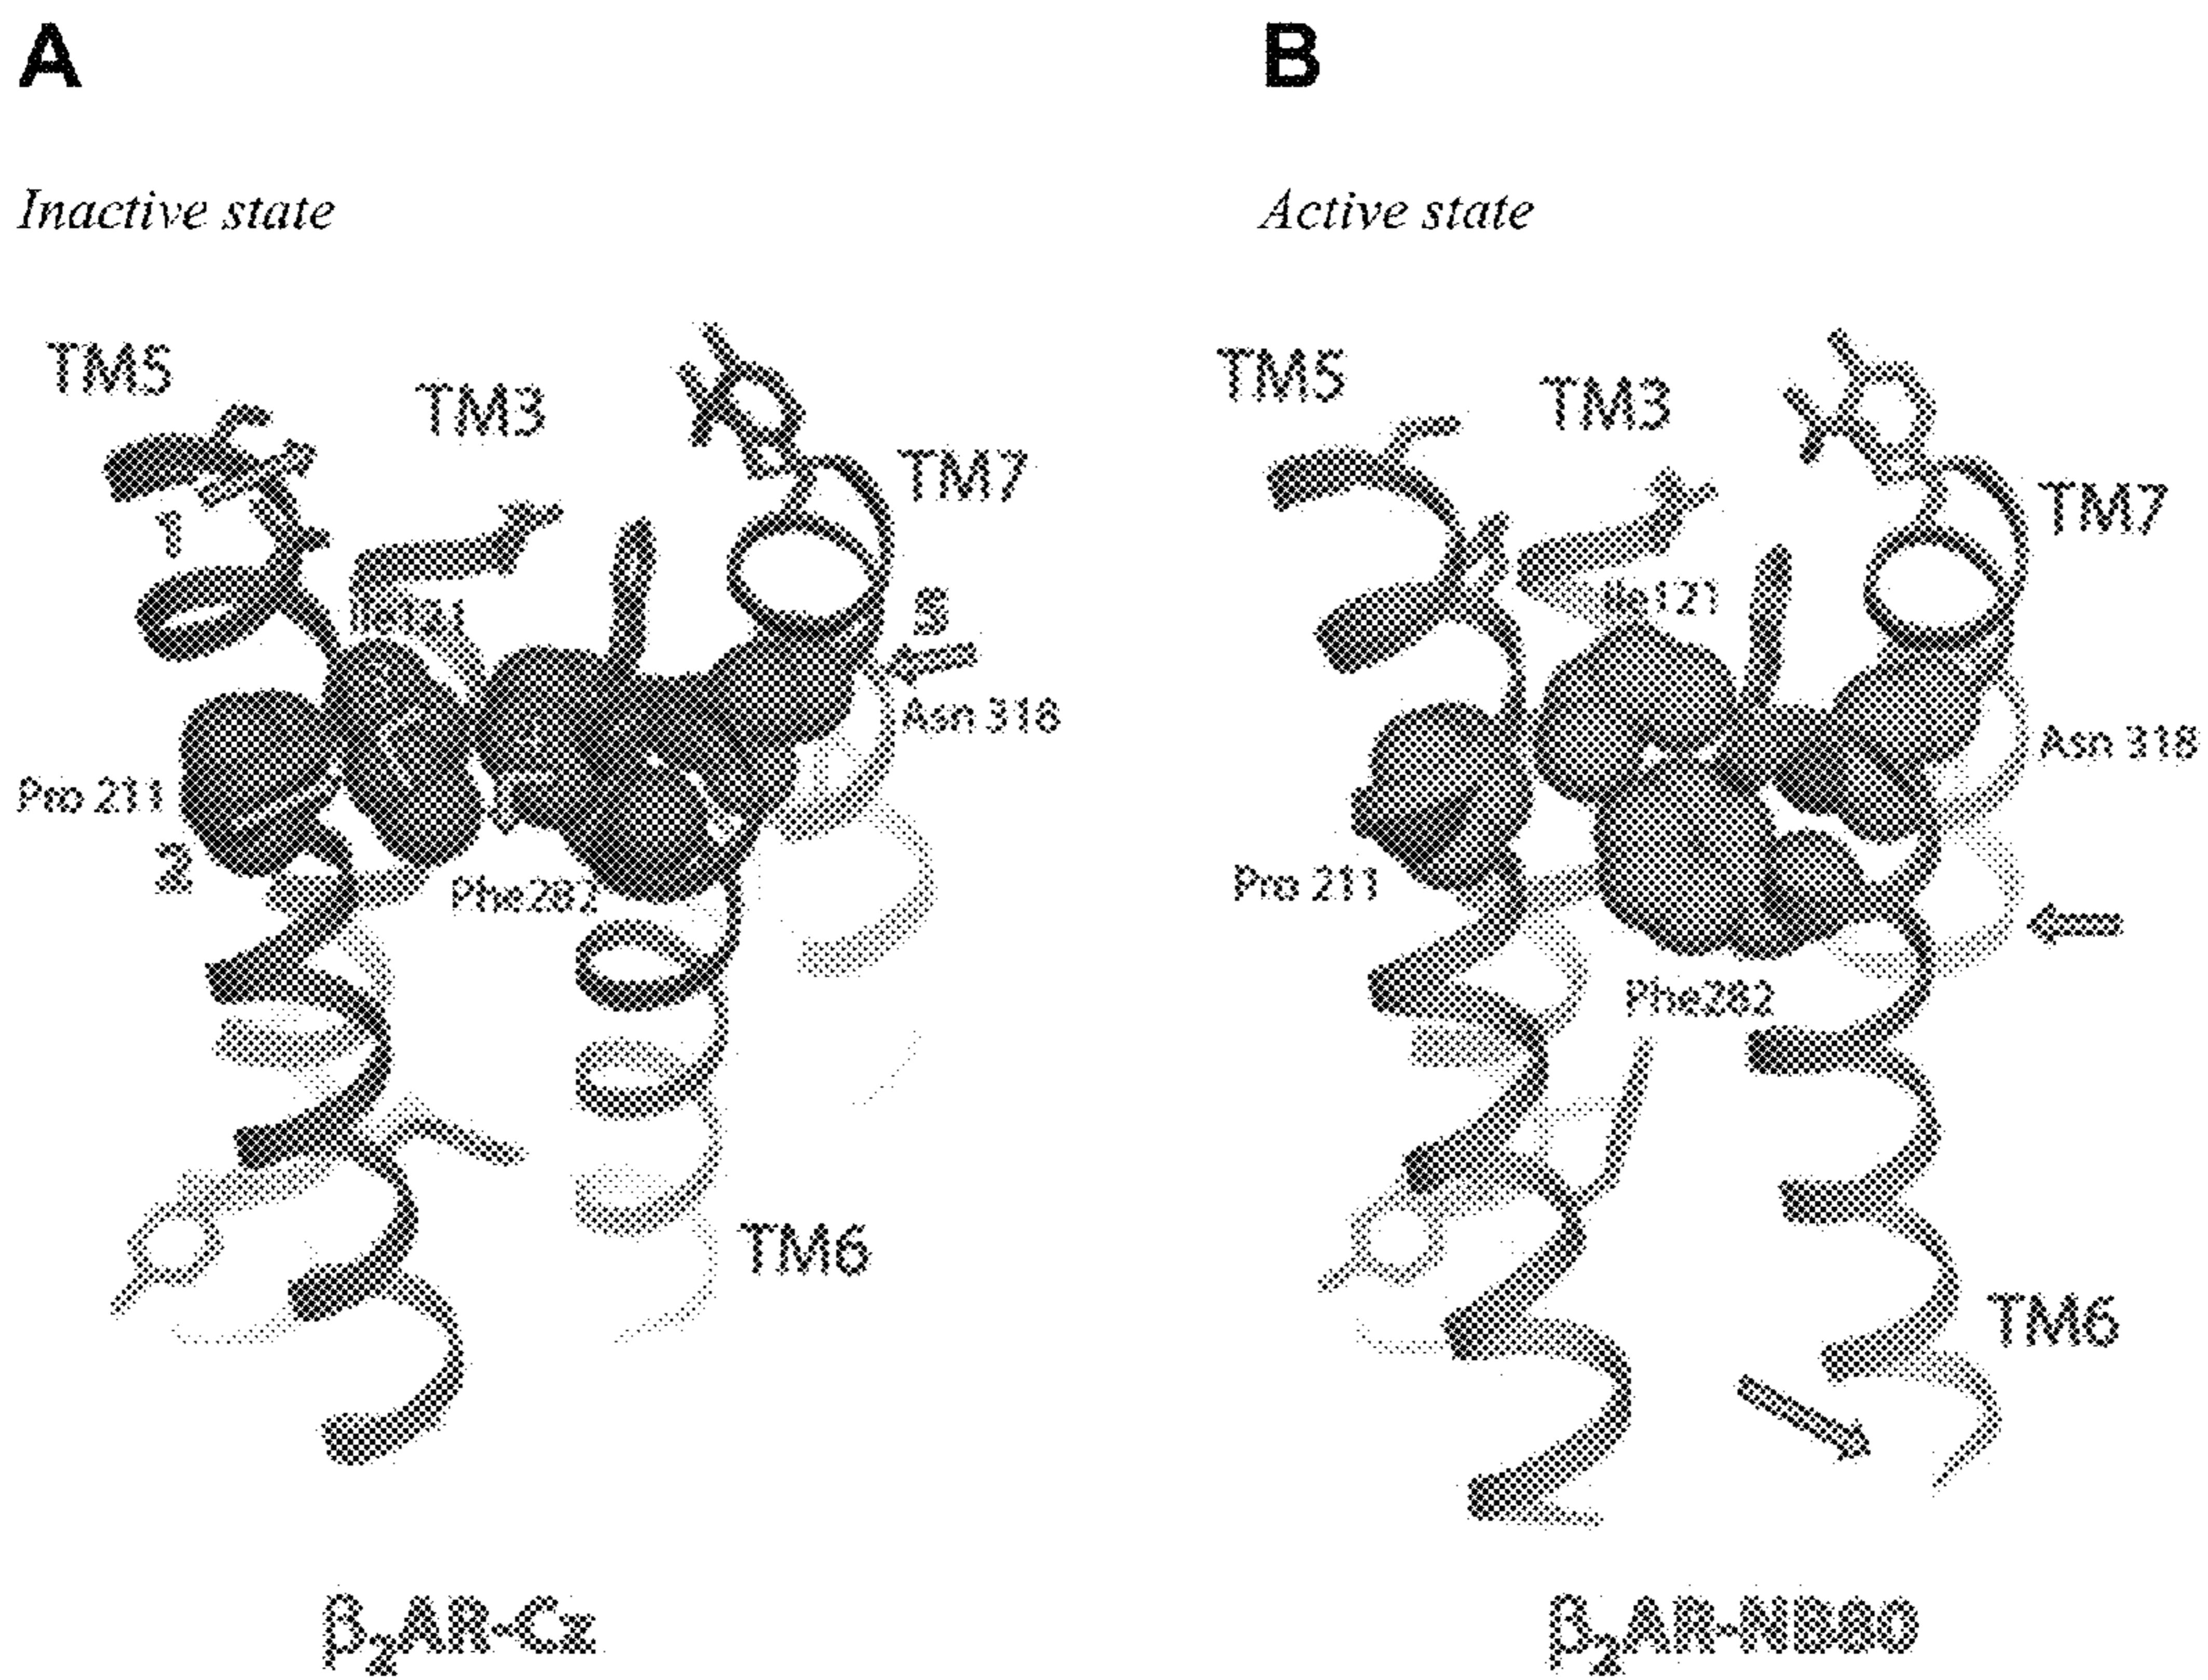 A
Inactive state
TM5
TM3
TM7
1
Ile121
Asn 318
Pro 211
2
Phe282
TM6
β₂AR-Cz
B
Active state
TM5
TM3
TM7
Ile121
Asn 318
Pro 211
Phe282
TM6
β₂AR-NB80